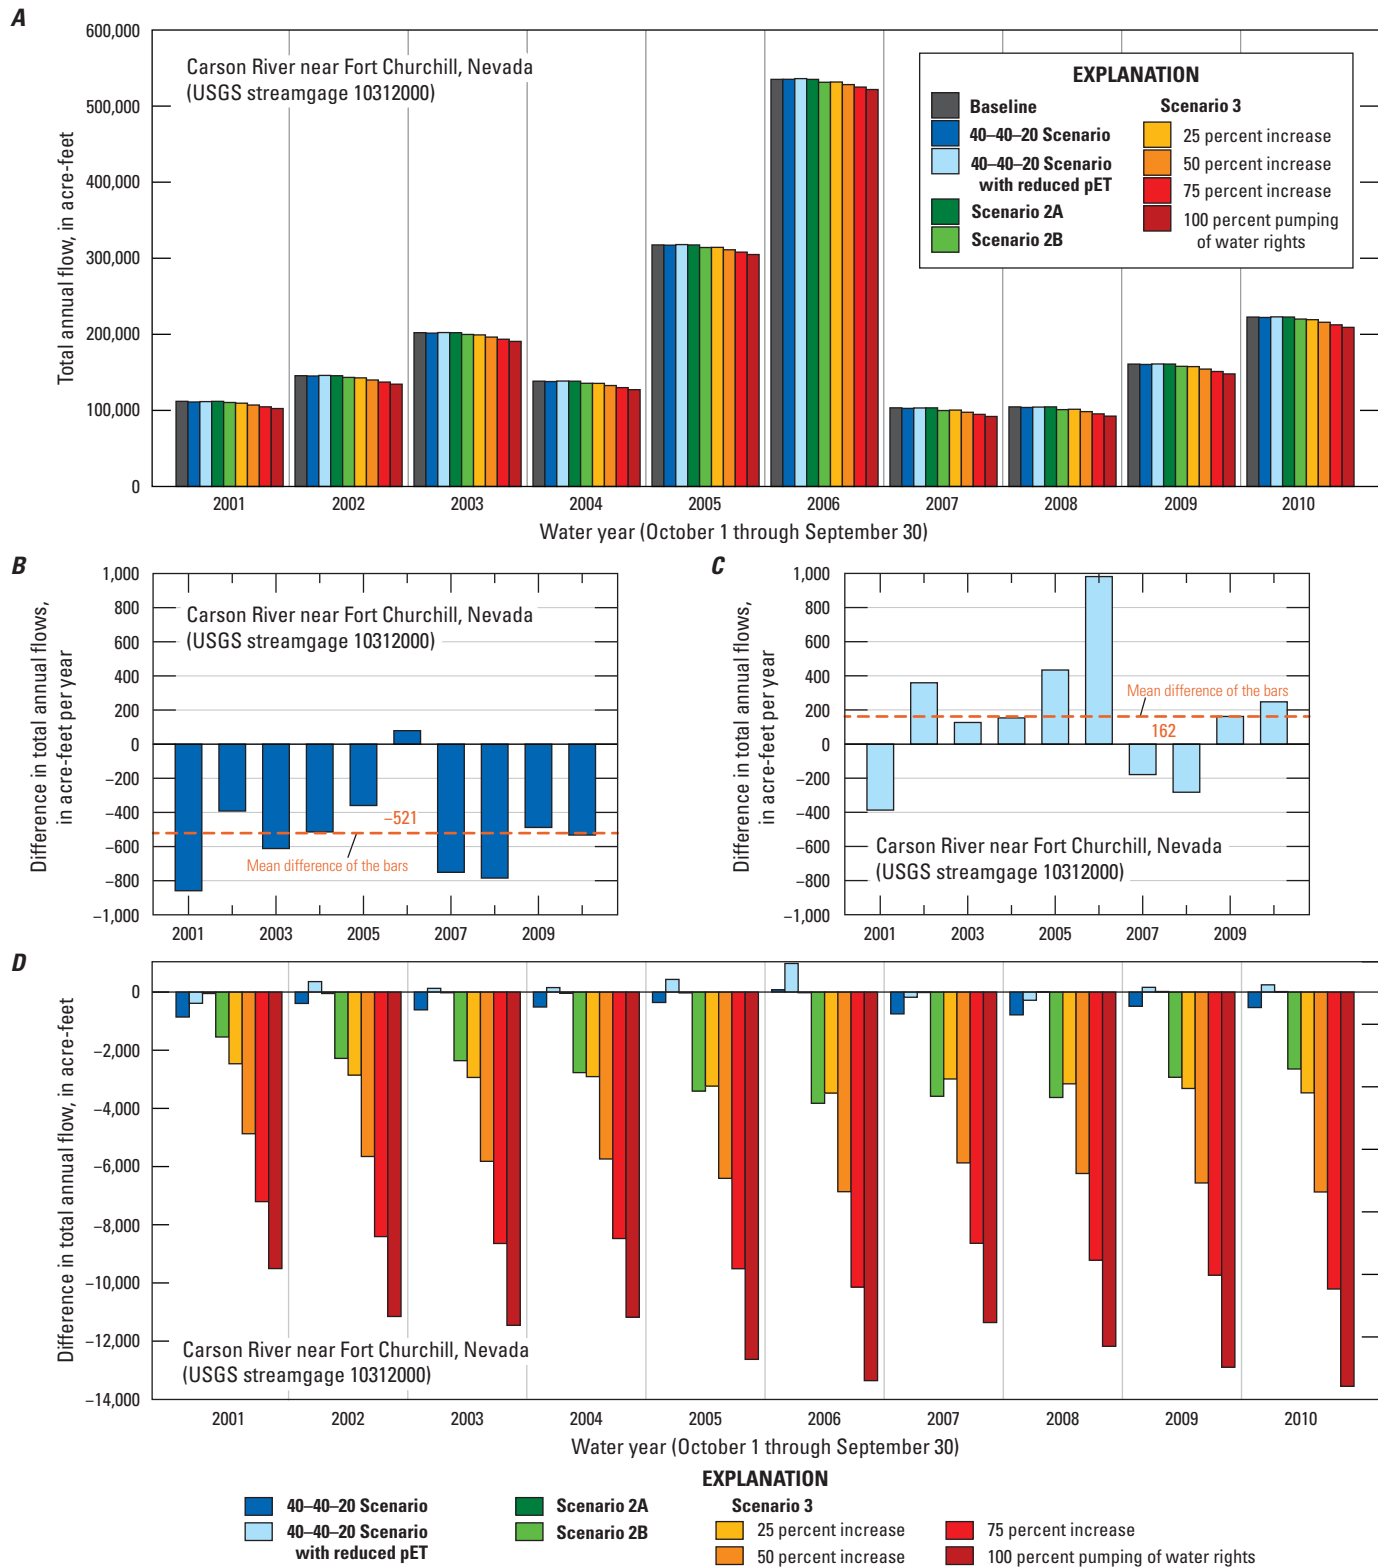 A
600,000
500,000
400,000
300,000
200,000
100,000
0
Total annual flow, in acre-feet
Carson River near Fort Churchill, Nevada
(USGS streamgage 10312000)
EXPLANATION
Baseline
40–40–20 Scenario
40–40–20 Scenario
with reduced pET
Scenario 2A
Scenario 2B
Scenario 3
25 percent increase
50 percent increase
75 percent increase
100 percent pumping
of water rights
2001 2002 2003 2004 2005 2006 2007 2008 2009 2010
Water year (October 1 through September 30)
B
1,000
800
600
400
200
0
−200
−400
−600
−800
−1,000
Difference in total annual flows,
in acre-feet per year
Carson River near Fort Churchill, Nevada
(USGS streamgage 10312000)
−521
Mean difference of the bars
2001 2003 2005 2007 2009
C
1,000
800
600
400
200
0
−200
−400
−600
−800
−1,000
Difference in total annual flows,
in acre-feet per year
Mean difference of the bars
162
Carson River near Fort Churchill, Nevada
(USGS streamgage 10312000)
2001 2003 2005 2007 2009
D
0
−2,000
−4,000
−6,000
−8,000
−10,000
−12,000
−14,000
Difference in total annual flow, in acre-feet
Carson River near Fort Churchill, Nevada
(USGS streamgage 10312000)
2001 2002 2003 2004 2005 2006 2007 2008 2009 2010
Water year (October 1 through September 30)
EXPLANATION
40–40–20 Scenario
40–40–20 Scenario
with reduced pET
Scenario 2A
Scenario 2B
Scenario 3
25 percent increase
50 percent increase
75 percent increase
100 percent pumping of water rights